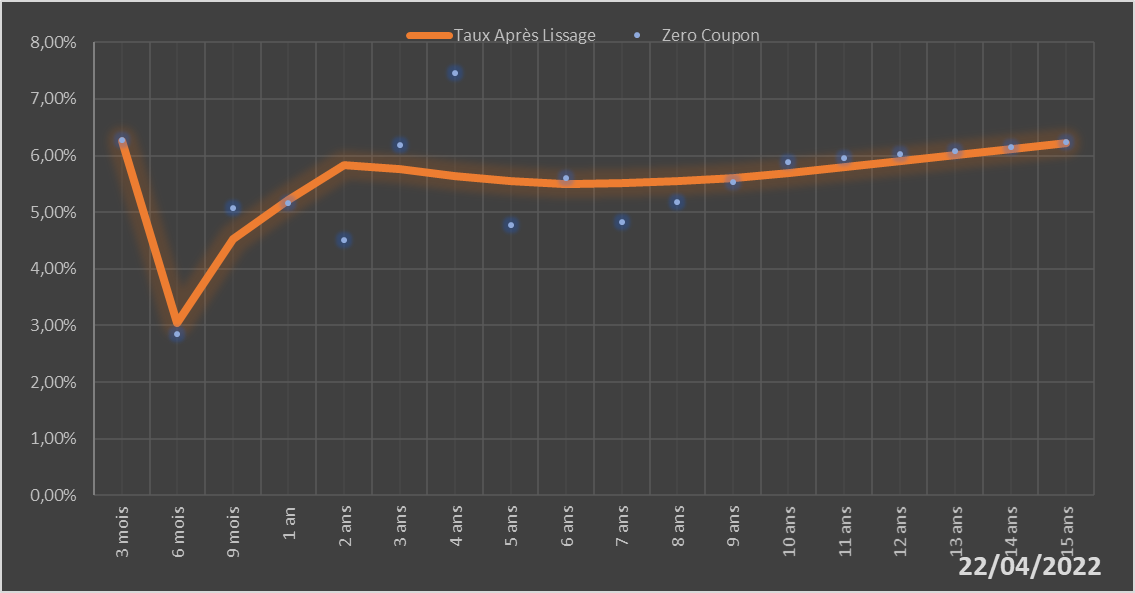 Taux Après Lissage Zero Coupon
8,00%
7,00%
6,00%
5,00%
4,00%
3,00%
2,00%
1,00%
0,00%
3 mois
6 mois
9 mois
1 an
2 ans
3 ans
4 ans
5 ans
6 ans
7 ans
8 ans
9 ans
10 ans
11 ans
12 ans
13 ans
14 ans
15 ans
22/04/2022